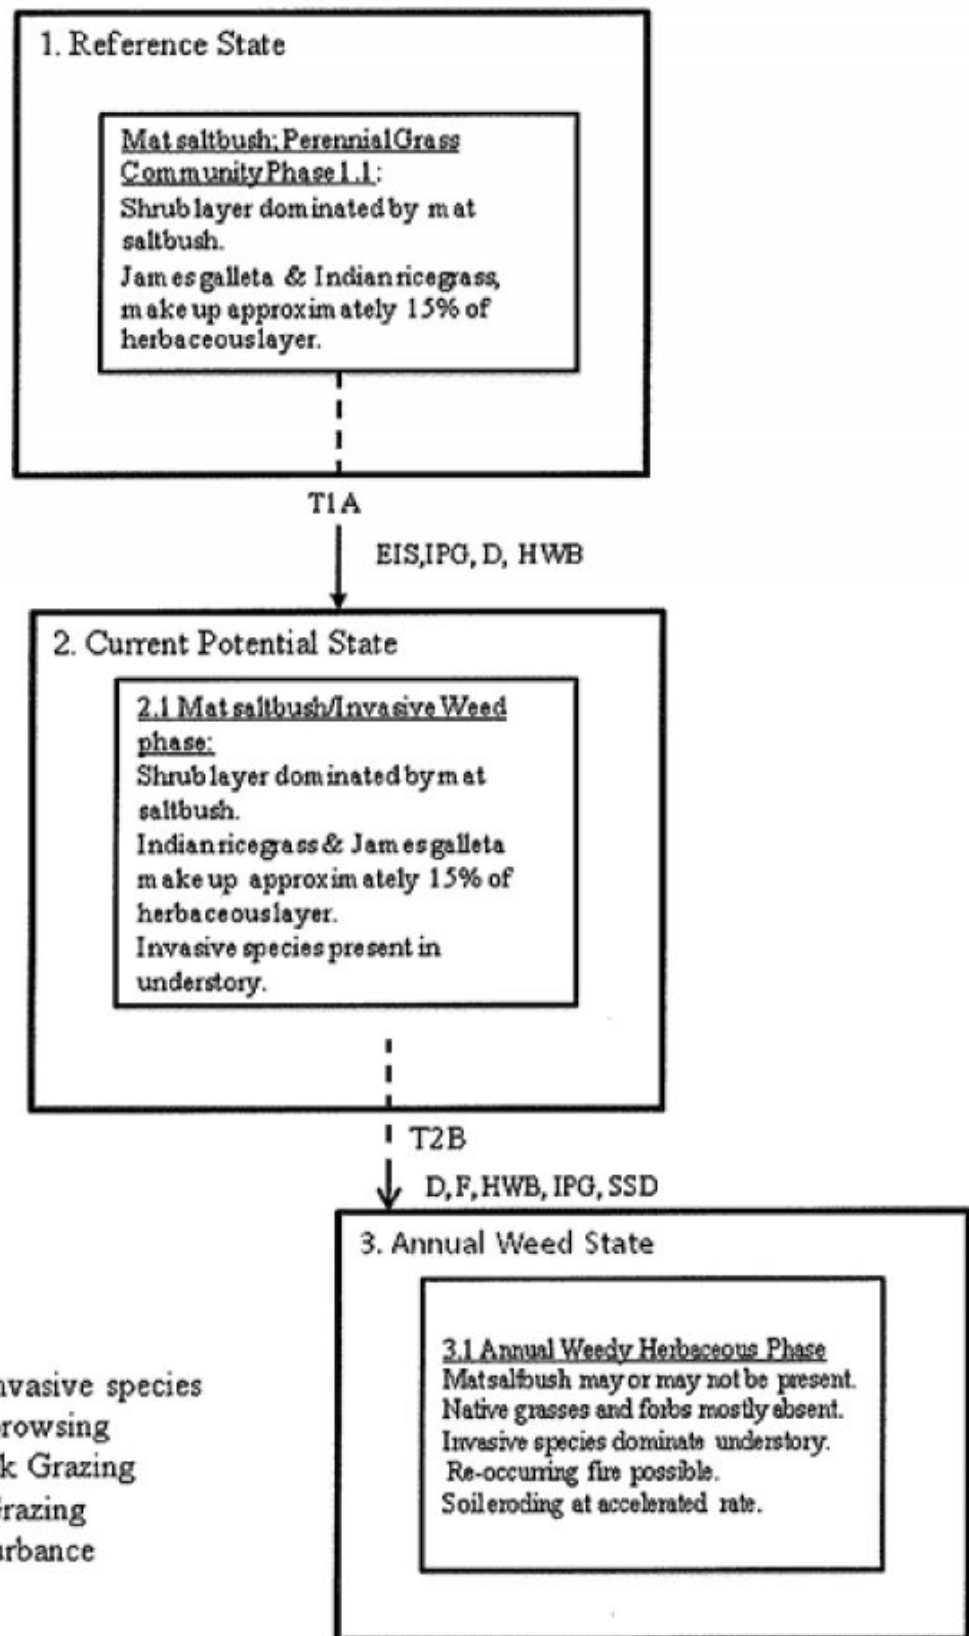 1. Reference State
Mat saltbush; Perennial Grass
Community Phase 1.1:
Shrub layer dominated by mat
saltbush.
James galleta & Indian ricegrass,
make up approximately 15% of
herbaceous layer.
T1A
EIS,IPG, D, HWB
2. Current Potential State
2.1 Mat saltbush/Invasive Weed
phase:
Shrub layer dominated by mat
saltbush.
Indian ricegrass & James galleta
make up approximately 15% of
herbaceous layer.
Invasive species present in
understory.
T2B
D, F, HWB, IPG, SSD
3. Annual Weed State
3.1 Annual Weedy Herbaceous Phase
Mat saltbush may or may not be present.
Native grasses and forbs mostly absent.
Invasive species dominate understory.
Re-occurring fire possible.
Soil eroding at accelerated rate.
nvasive species
rowsing
k Grazing
Grazing
urbance